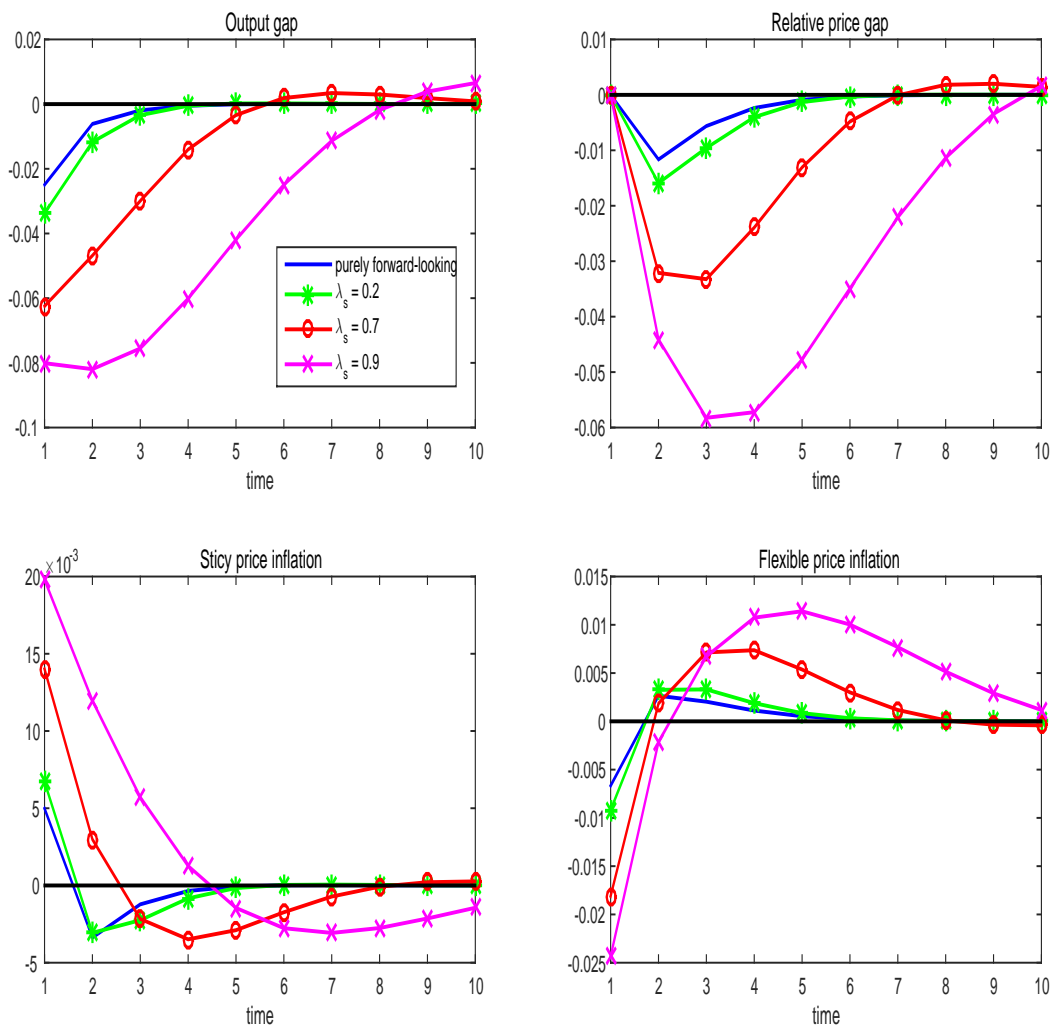 Output gap
0.02
0
-0.02
-0.04
-0.06
-0.08
-0.1
1 2 3 4 5 6 7 8 9 10
time
purely forward-looking
λs = 0.2
λs = 0.7
λs = 0.9
Relative price gap
0.01
0
-0.01
-0.02
-0.03
-0.04
-0.05
-0.06
1 2 3 4 5 6 7 8 9 10
time
Sticy price inflation
×10-3
20
15
10
5
0
-5
1 2 3 4 5 6 7 8 9 10
time
Flexible price inflation
0.015
0.01
0.005
0
-0.005
-0.01
-0.015
-0.02
-0.025
1 2 3 4 5 6 7 8 9 10
time